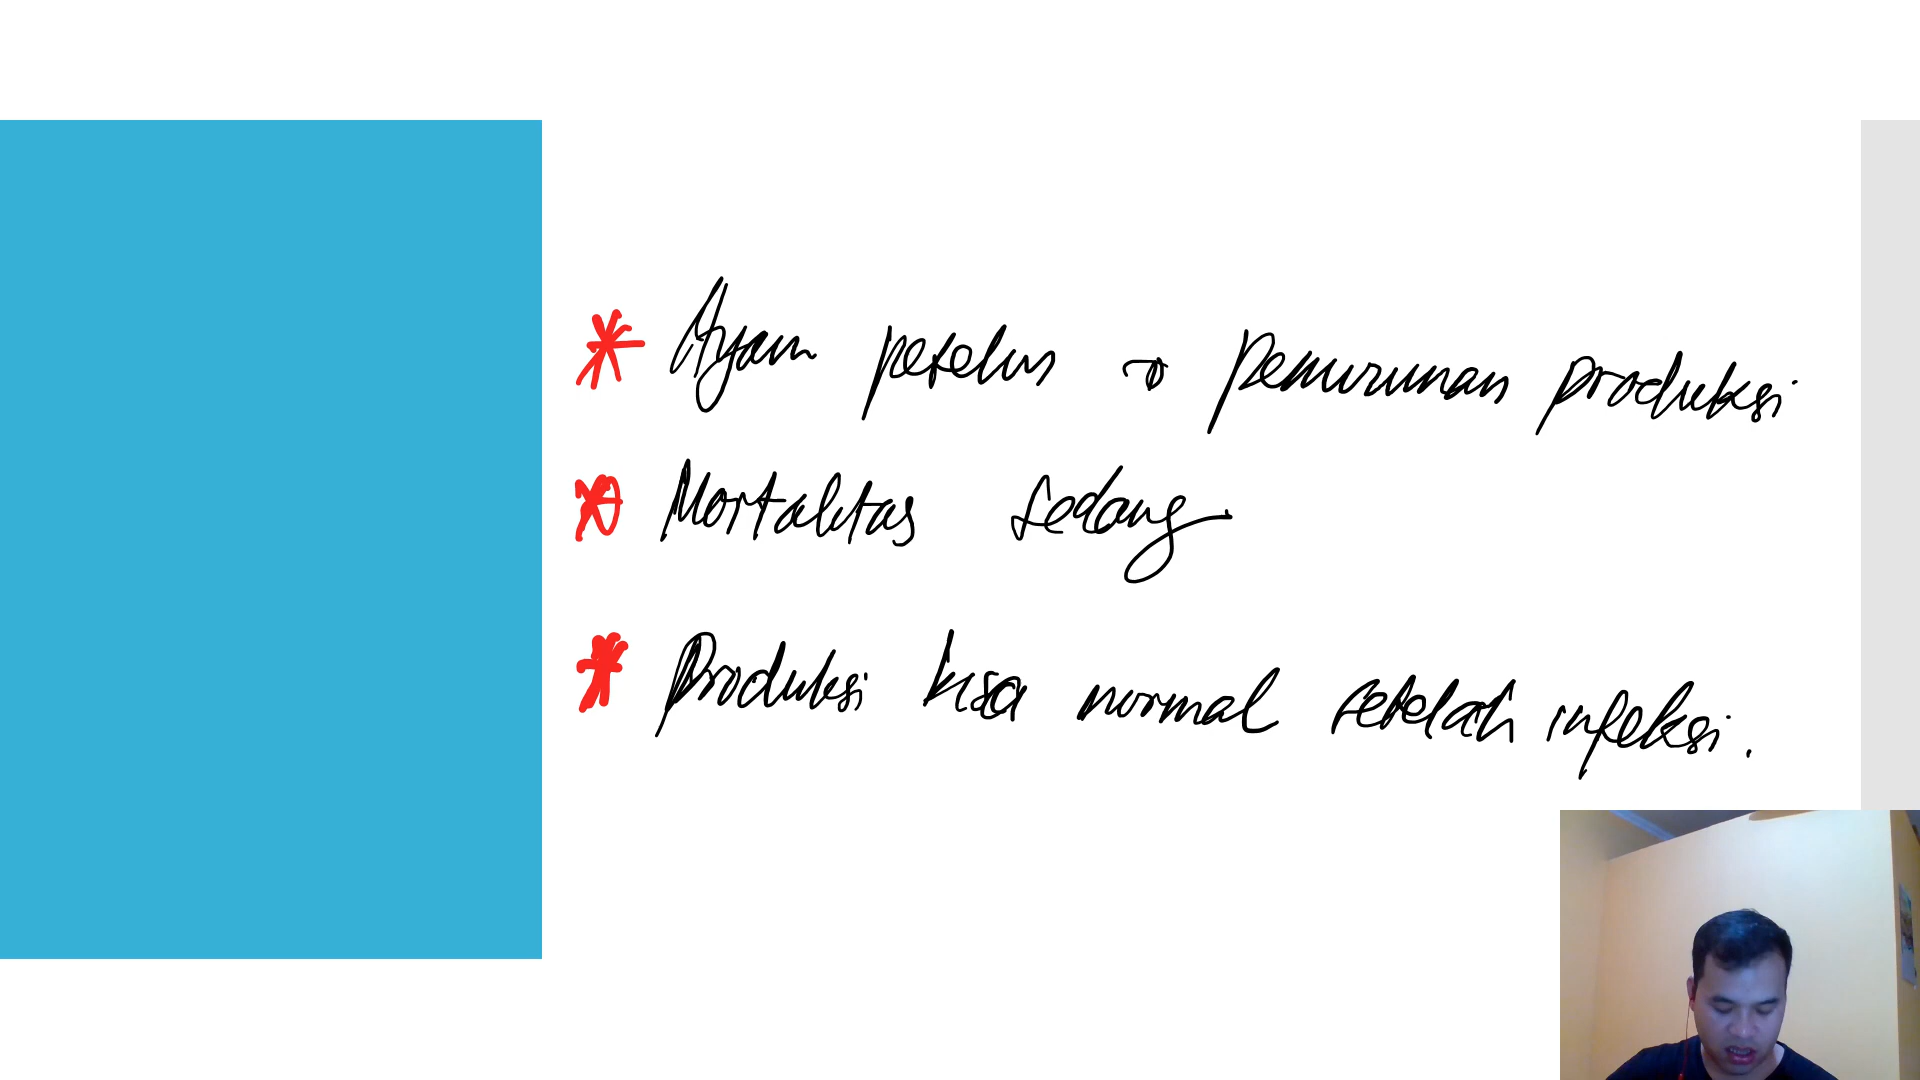 * Ayam petelur → penurunan produksi
* Mortalitas sedang
* Produksi bisa normal setelah infeksi.